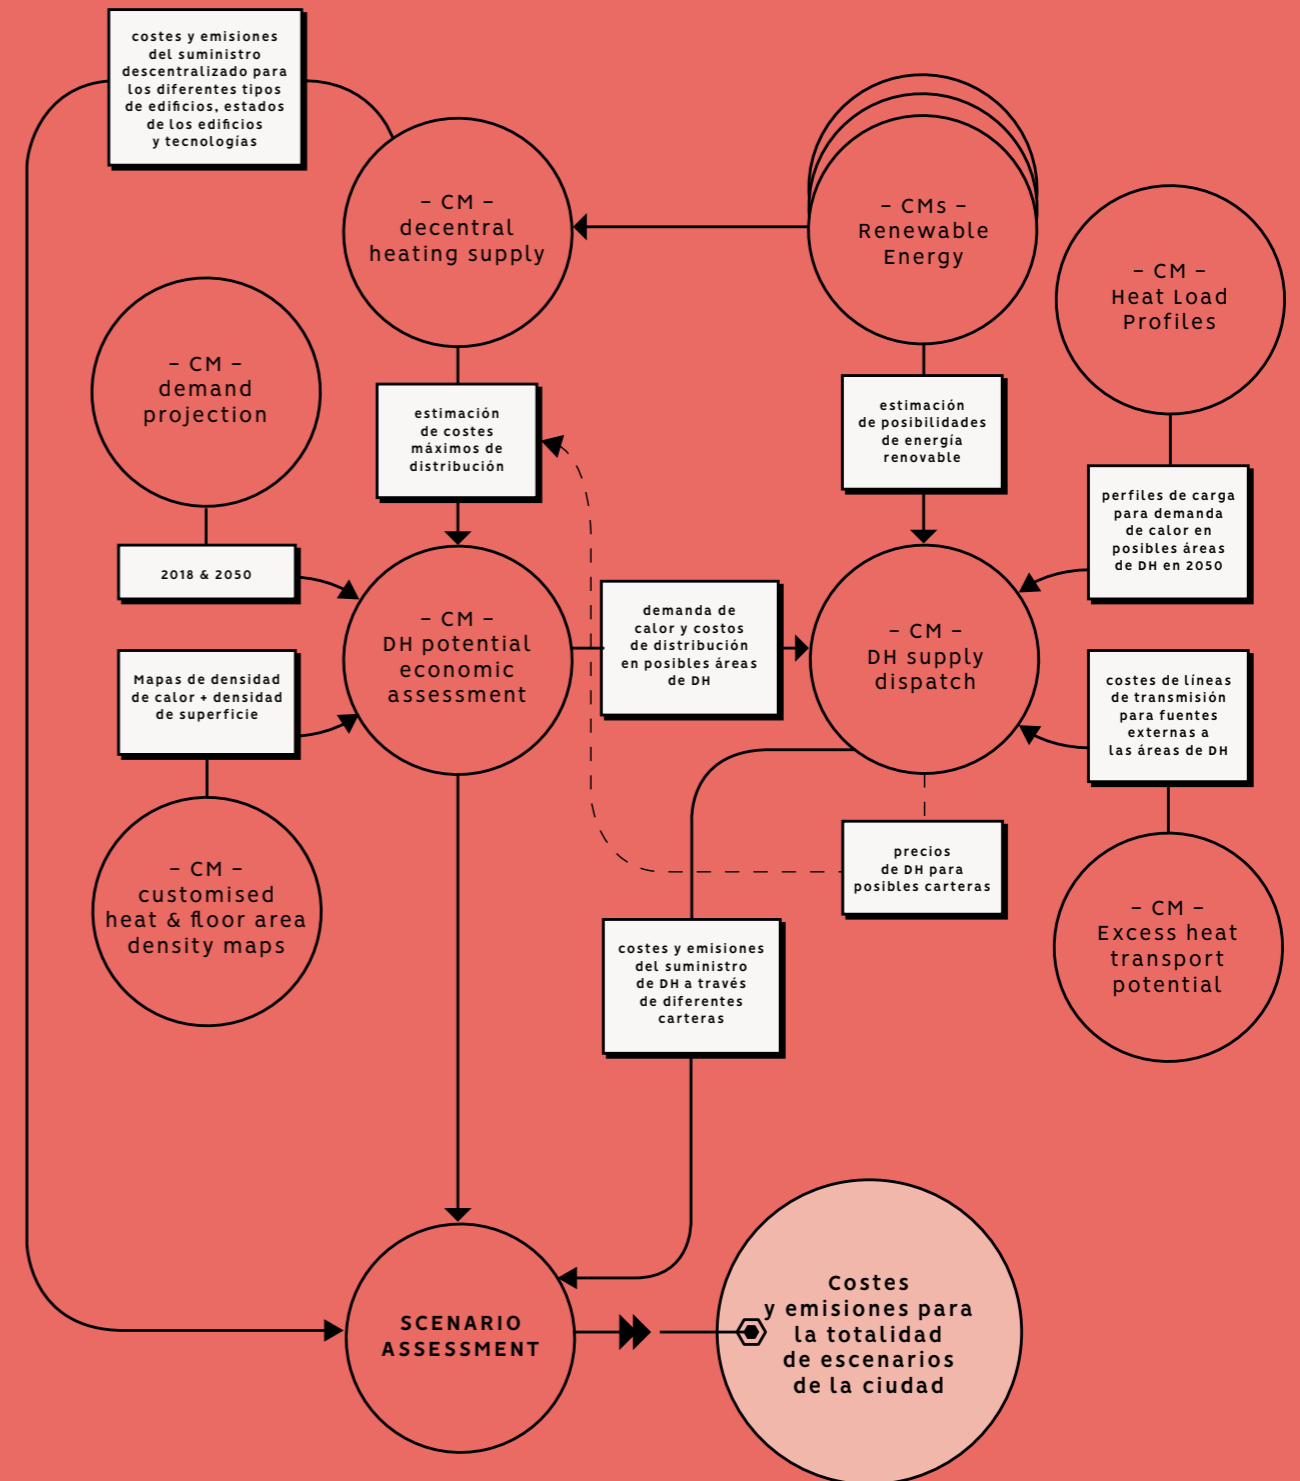 costes y emisiones
del suministro
descentralizado para
los diferentes tipos
de edificios, estados
de los edificios
y tecnologías
– CM –
decentral
heating supply
– CMs –
Renewable
Energy
– CM –
Heat Load
Profiles
– CM –
demand
projection
estimación
de costes
máximos de
distribución
estimación
de posibilidades
de energía
renovable
perfiles de carga
para demanda
de calor en
posibles áreas
de DH en 2050
2018 & 2050
– CM –
DH potential
economic
assessment
demanda de
calor y costos
de distribución
en posibles áreas
de DH
– CM –
DH supply
dispatch
Mapas de densidad
de calor + densidad
de superficie
costes de líneas
de transmisión
para fuentes
externas a
las áreas de DH
– CM –
customised
heat & floor area
density maps
precios
de DH para
posibles carteras
– CM –
Excess heat
transport
potential
costes y emisiones
del suministro
de DH a través
de diferentes
carteras
SCENARIO
ASSESSMENT
Costes
y emisiones para
la totalidad
de escenarios
de la ciudad